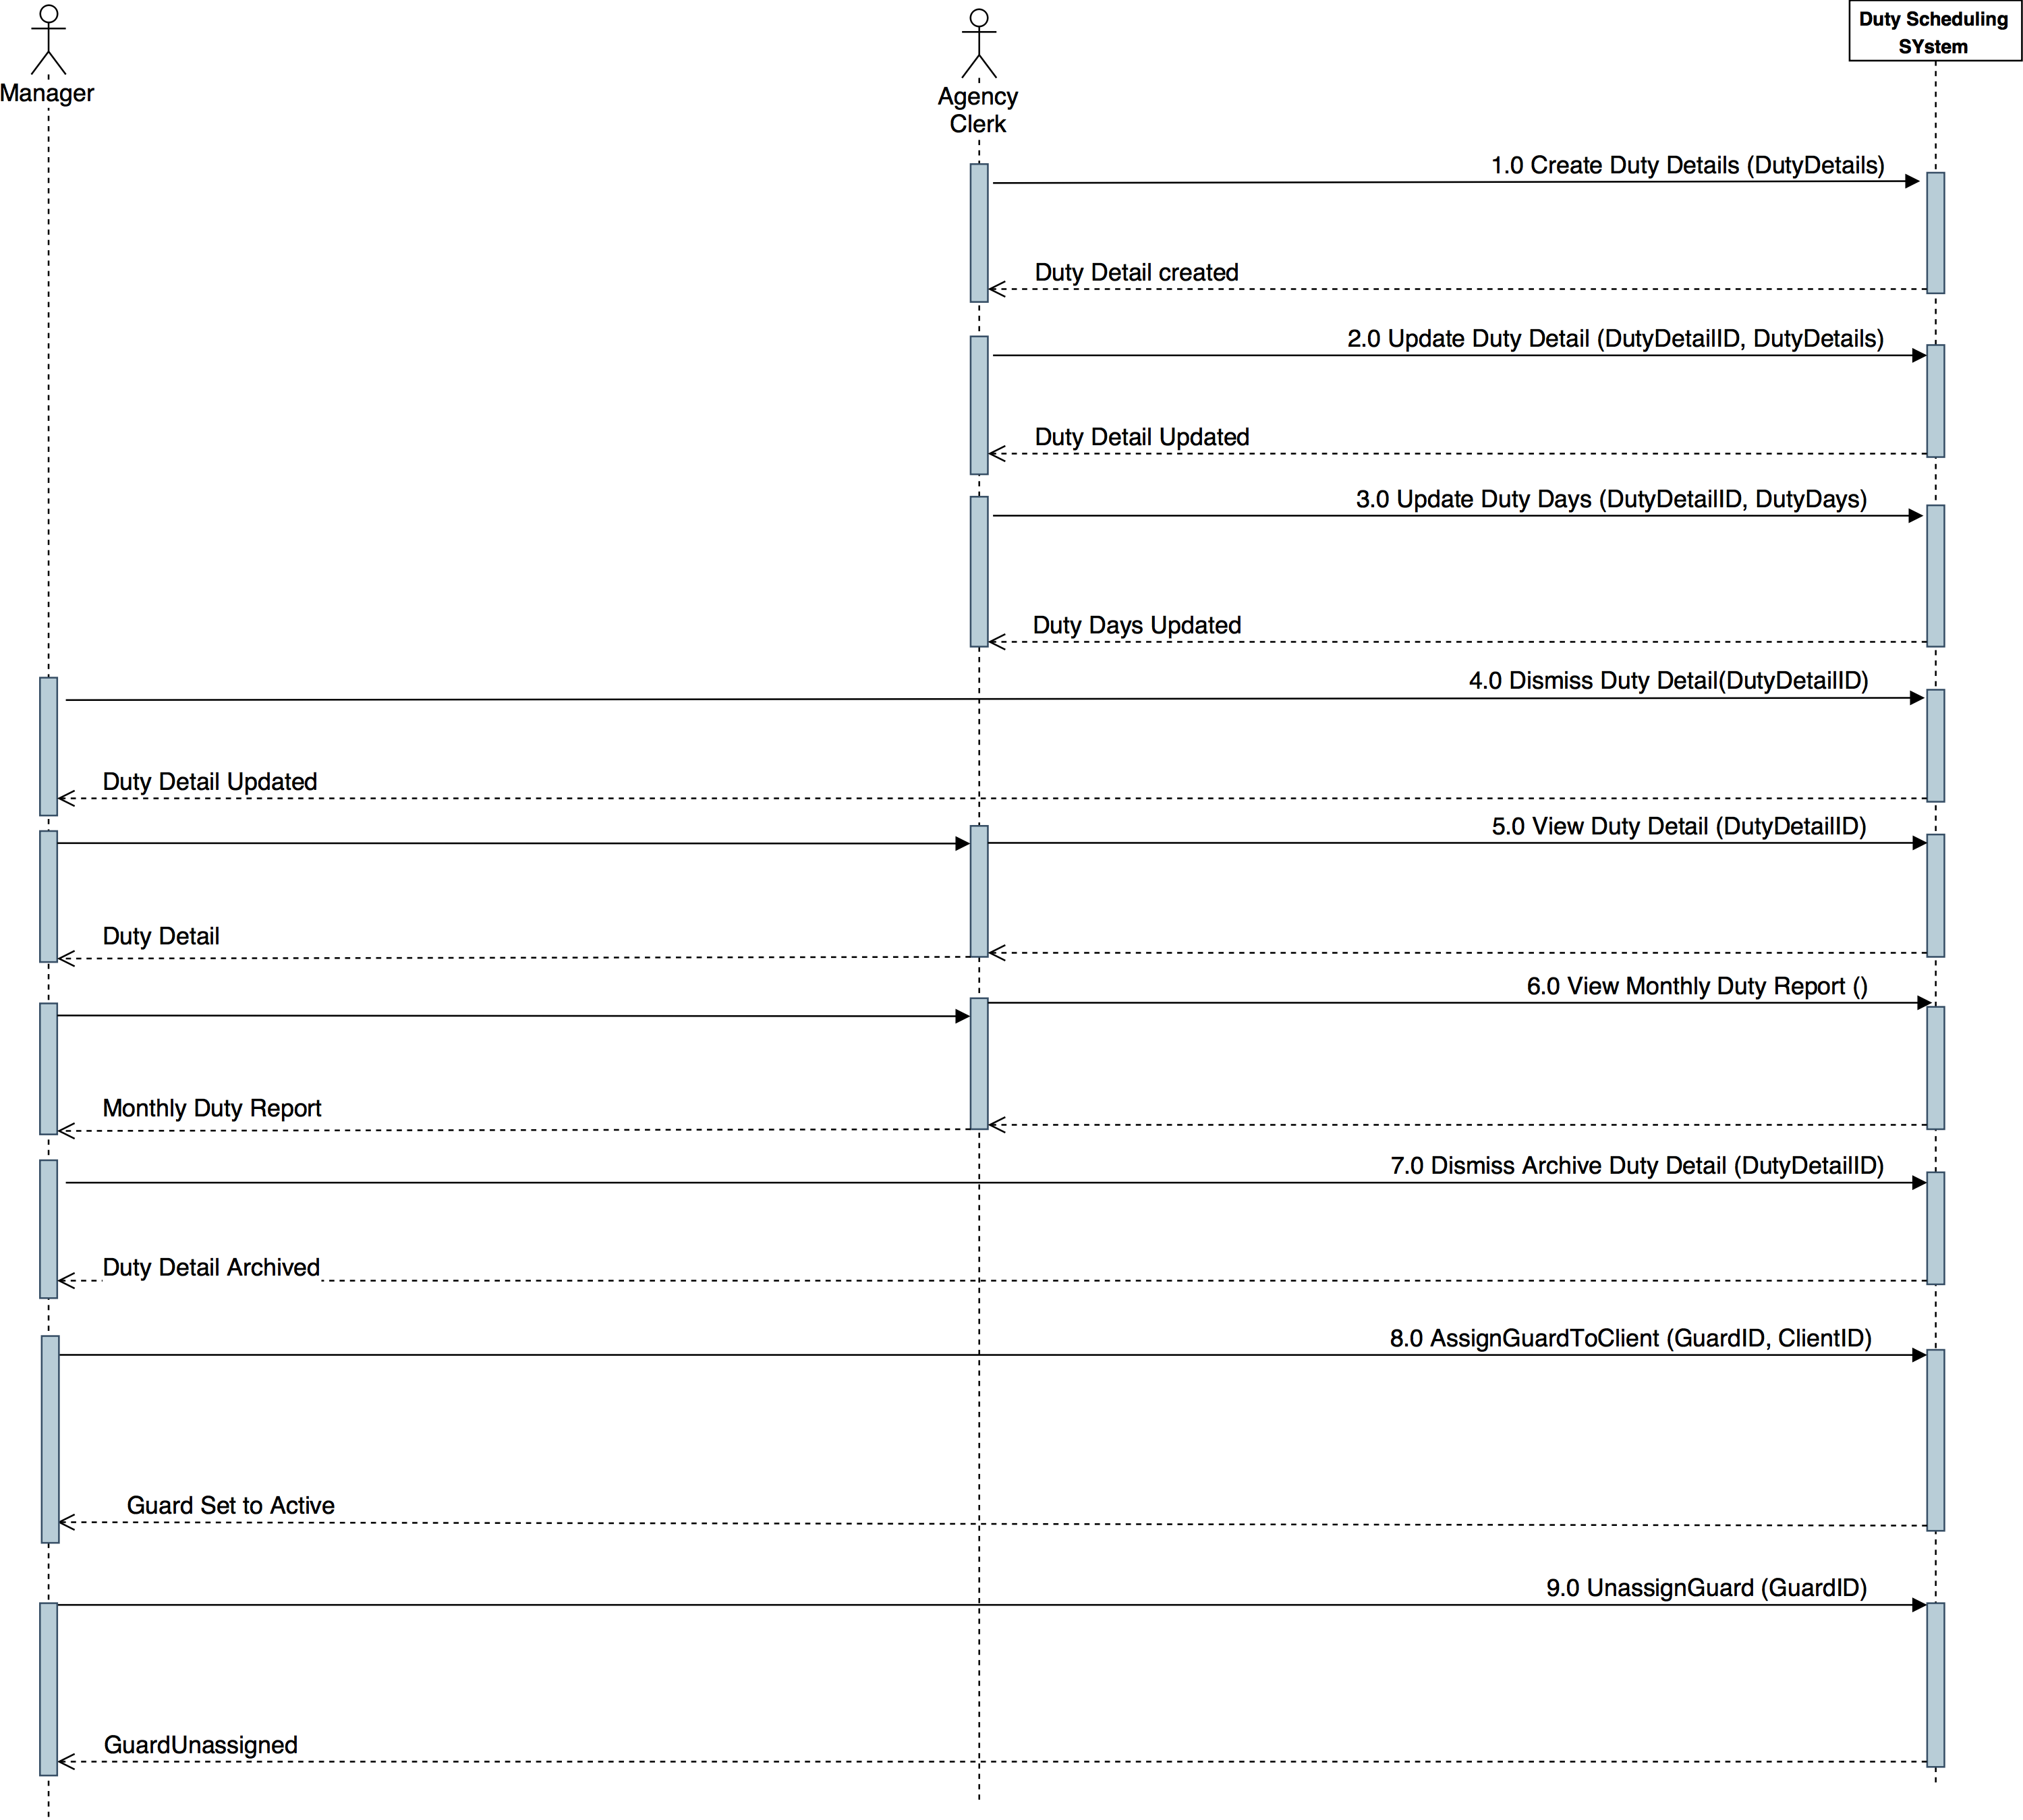 Manager
Agency
Clerk
Duty Scheduling
SYstem
1.0 Create Duty Details (DutyDetails)
Duty Detail created
2.0 Update Duty Detail (DutyDetailID, DutyDetails)
Duty Detail Updated
3.0 Update Duty Days (DutyDetailID, DutyDays)
Duty Days Updated
4.0 Dismiss Duty Detail(DutyDetailID)
Duty Detail Updated
5.0 View Duty Detail (DutyDetailID)
Duty Detail
6.0 View Monthly Duty Report ()
Monthly Duty Report
7.0 Dismiss Archive Duty Detail (DutyDetailID)
Duty Detail Archived
8.0 AssignGuardToClient (GuardID, ClientID)
Guard Set to Active
9.0 UnassignGuard (GuardID)
GuardUnassigned